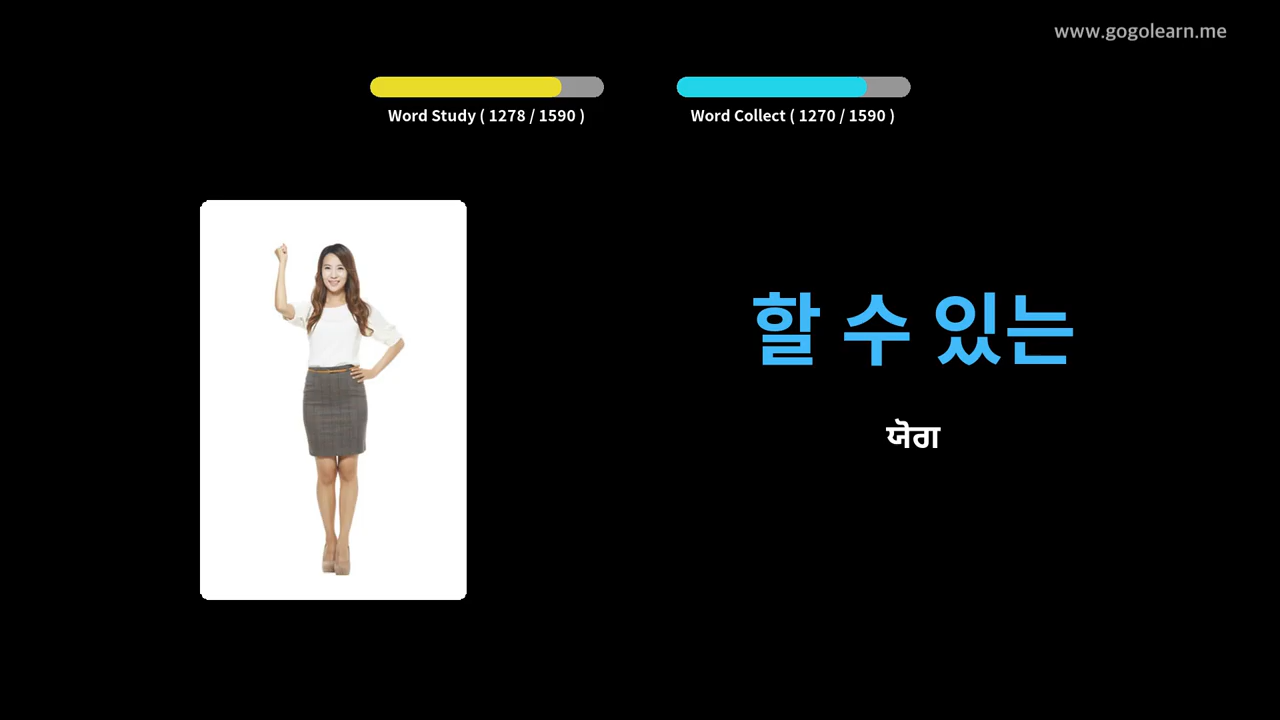 www.gogolearn.me
Word Study ( 1278 / 1590 )
Word Collect ( 1270 / 1590 )
할 수 있는
ਯੋਗ